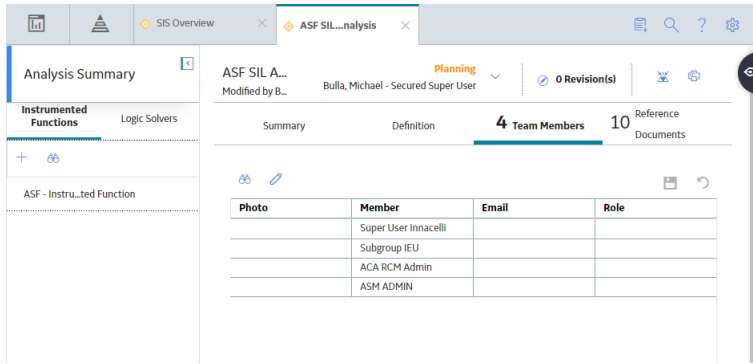 SIS Overview
ASF SIL...nalysis
Analysis Summary
Instrumented
Functions
Logic Solvers
ASF - Instru...ted Function
ASF SIL A...
Modified by B...
Planning
Bulla, Michael - Secured Super User
0 Revision(s)
Summary
Definition
4 Team Members
10 Reference
Documents
Photo Member Email Role
Super User Innacelli
Subgroup IEU
ACA RCM Admin
ASM ADMIN